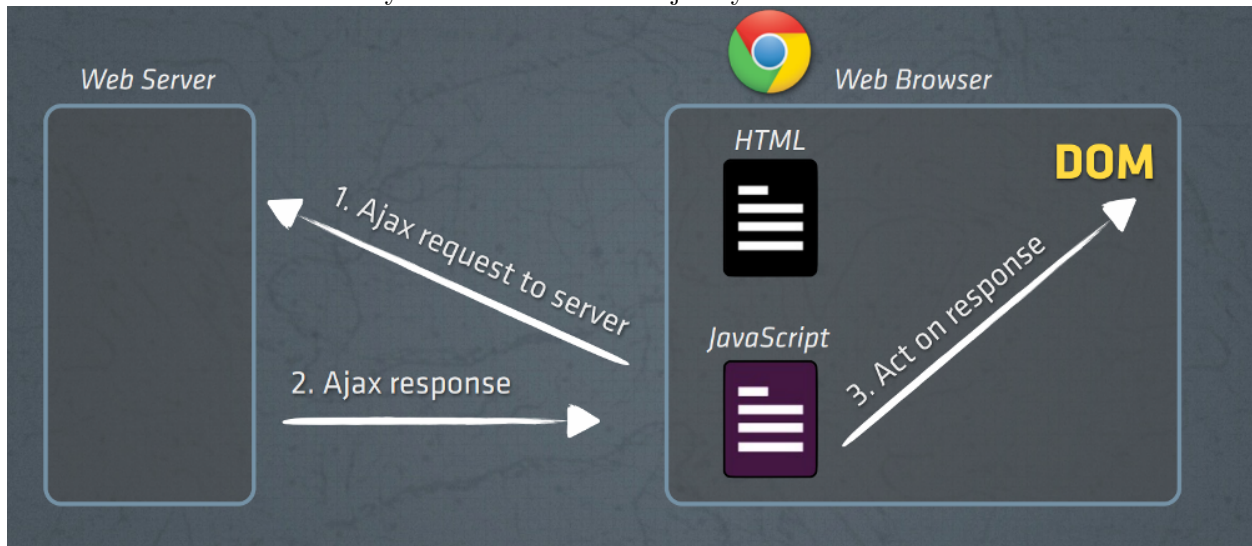 Web Server
Web Browser
HTML
DOM
1. Ajax request to server
JavaScript
3. Act on response
2. Ajax response